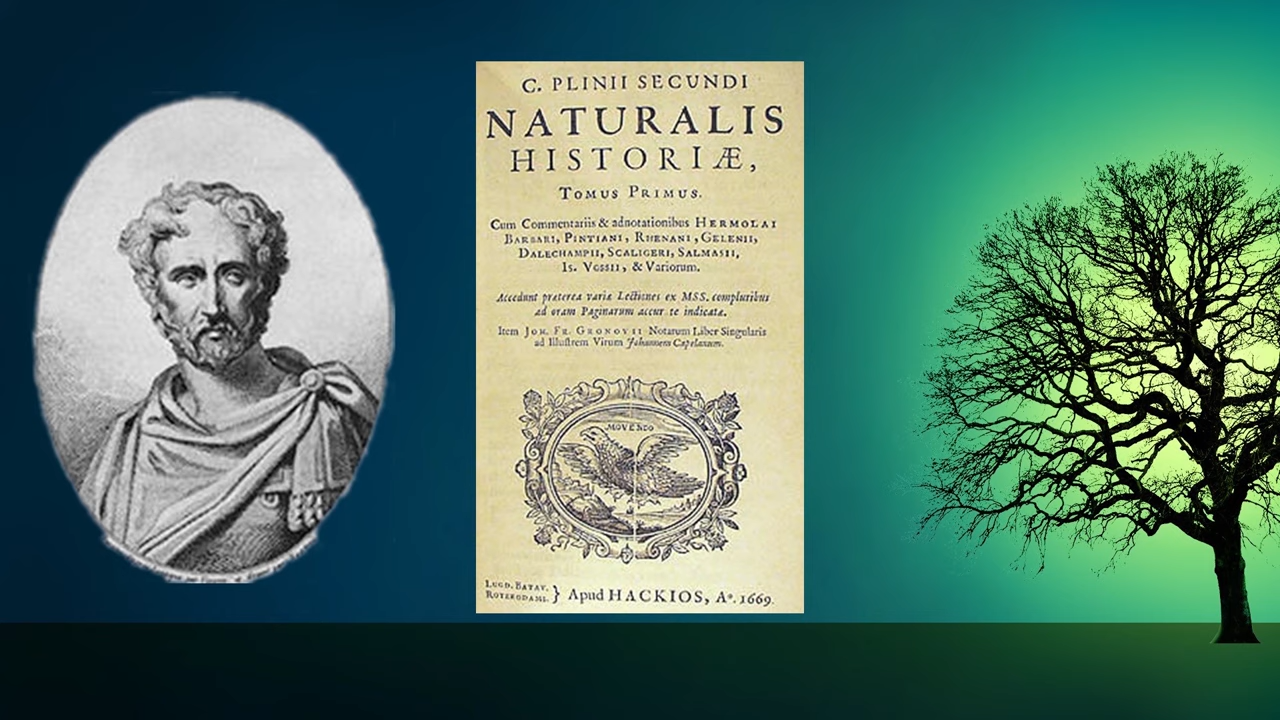 C. PLINII SECUNDI
NATURALIS
HISTORIÆ,
TOMUS PRIMUS.
Cum Commentariis & adnotationibus HERMOLAI
BARBARI, PINTIANI, RHENANI, GELENII,
DALECHAMPII, SCALIGERI, SALMASII,
IS. VOSSII, & Variorum.
Accedunt præterea variæ Lectiones ex MSS. compluribus
ad oram Paginarum accur te indicatæ.
Item JOH. FR. GRONOVII Notarum Liber Singularis
ad Illustrem Virum Johannem Capelanum.
MOVENDO
LUGD. BATAV.
ROTERODAMI. } Apud HACKIOS, Aº. 1669.